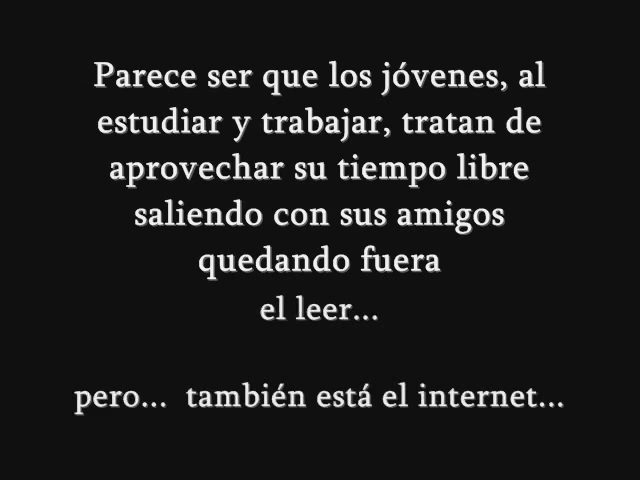 Parece ser que los jóvenes, al
estudiar y trabajar, tratan de
aprovechar su tiempo libre
saliendo con sus amigos
quedando fuera
el leer...
pero...  también está el internet...